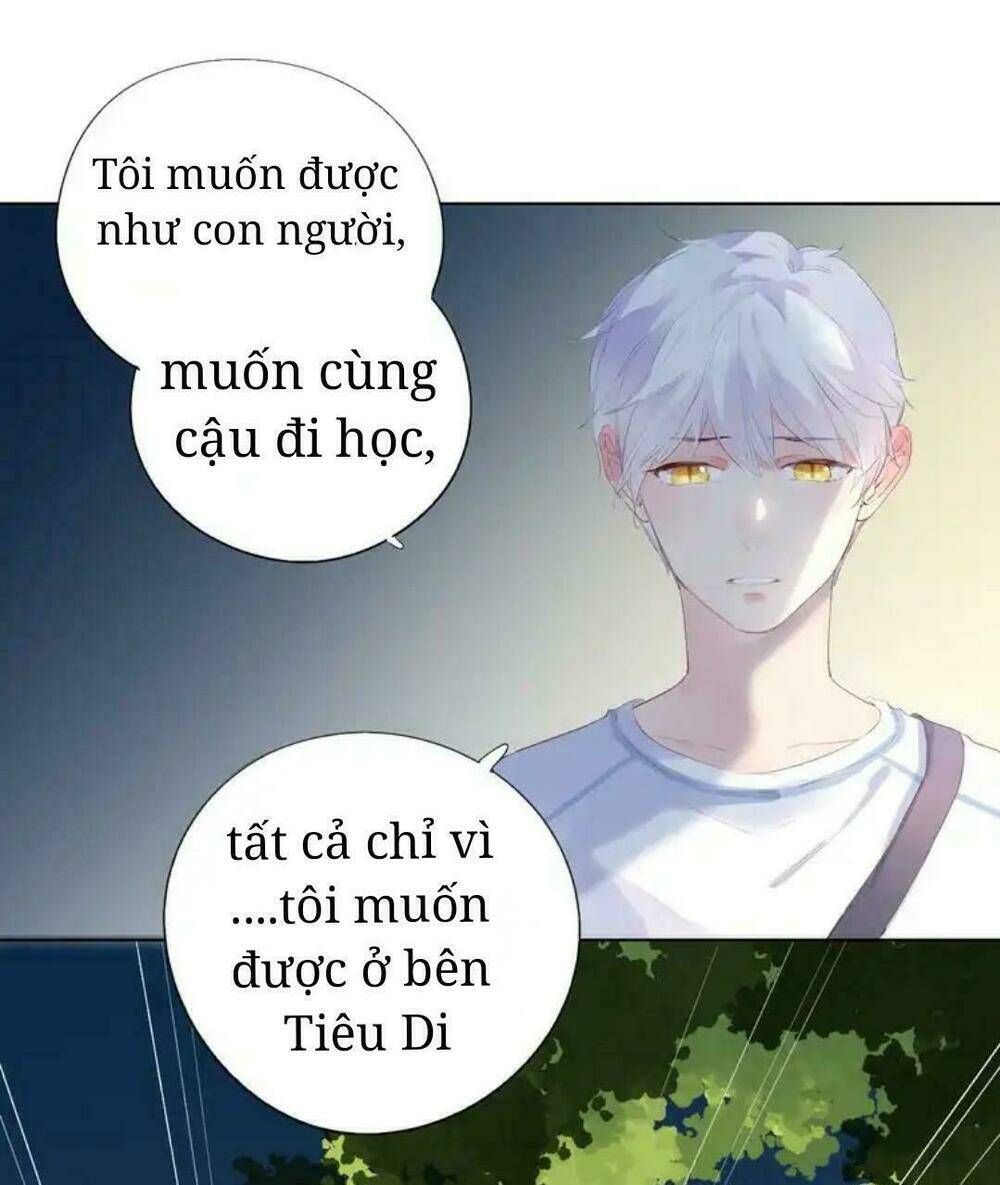 Tôi muốn được
như con người,
muốn cùng
cậu đi học,
tất cả chỉ vì
....tôi muốn
được ở bên
Tiêu Di